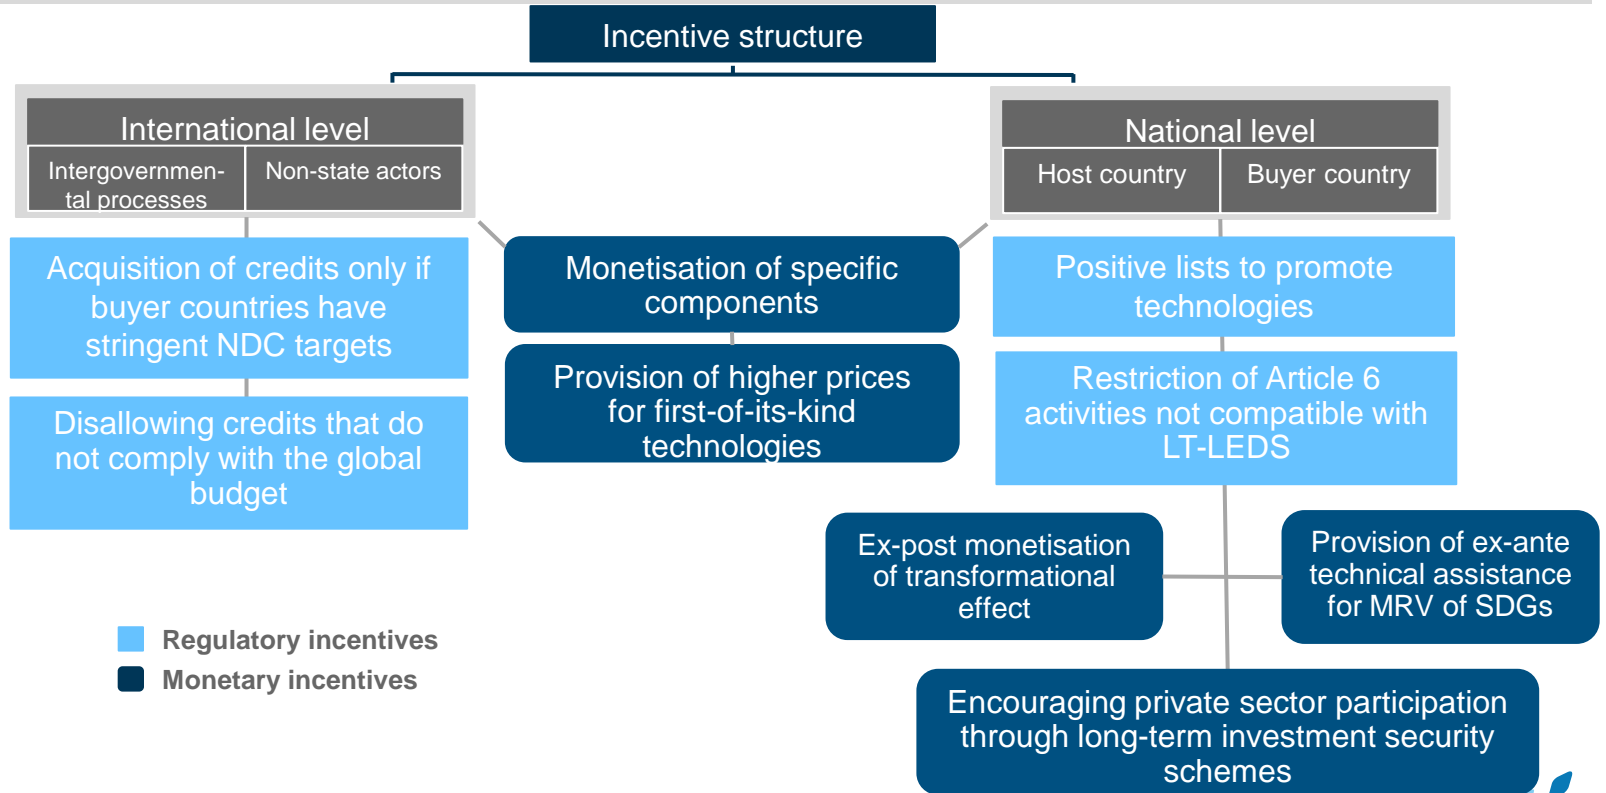 Incentive structure
International level
Intergovernmen-
tal processes
Non-state actors
National level
Host country
Buyer country
Acquisition of credits only if
buyer countries have
stringent NDC targets
Disallowing credits that do
not comply with the global
budget
Monetisation of specific
components
Provision of higher prices
for first-of-its-kind
technologies
Positive lists to promote
technologies
Restriction of Article 6
activities not compatible with
LT-LEDS
Ex-post monetisation
of transformational
effect
Provision of ex-ante
technical assistance
for MRV of SDGs
Encouraging private sector participation
through long-term investment security
schemes
Regulatory incentives
Monetary incentives